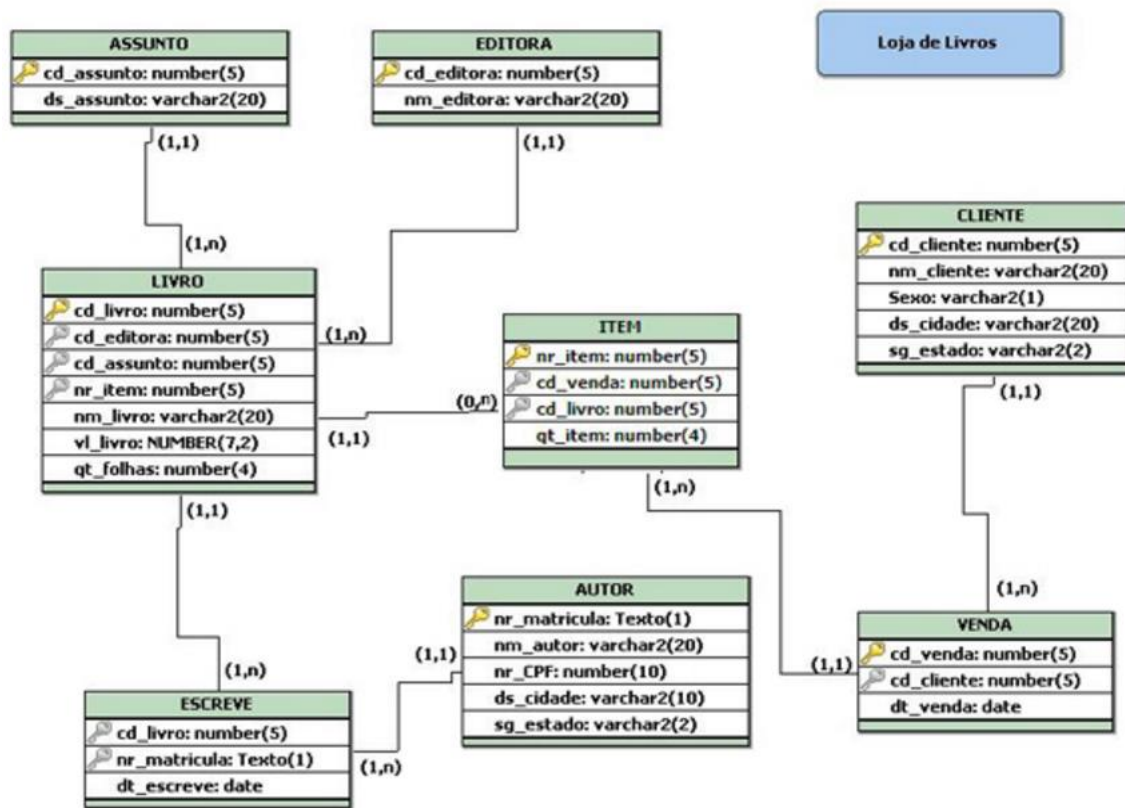 Loja de Livros
ASSUNTO
cd_assunto: number(5)
ds_assunto: varchar2(20)
(1,1)
(1,n)
EDITORA
cd_editora: number(5)
nm_editora: varchar2(20)
(1,1)
(1,n)
LIVRO
cd_livro: number(5)
cd_editora: number(5)
cd_assunto: number(5)
nr_item: number(5)
nm_livro: varchar2(20)
vl_livro: NUMBER(7,2)
qt_folhas: number(4)
(1,1)
(0,n)
ITEM
nr_item: number(5)
cd_venda: number(5)
cd_livro: number(5)
qt_item: number(4)
(1,n)
CLIENTE
cd_cliente: number(5)
nm_cliente: varchar2(20)
Sexo: varchar2(1)
ds_cidade: varchar2(20)
sg_estado: varchar2(2)
(1,1)
(1,n)
(1,1)
(1,n)
AUTOR
nr_matricula: Texto(1)
nm_autor: varchar2(20)
nr_CPF: number(10)
ds_cidade: varchar2(10)
sg_estado: varchar2(2)
(1,1)
(1,n)
VENDA
cd_venda: number(5)
cd_cliente: number(5)
dt_venda: date
(1,1)
ESCREVE
cd_livro: number(5)
nr_matricula: Texto(1)
dt_escreve: date